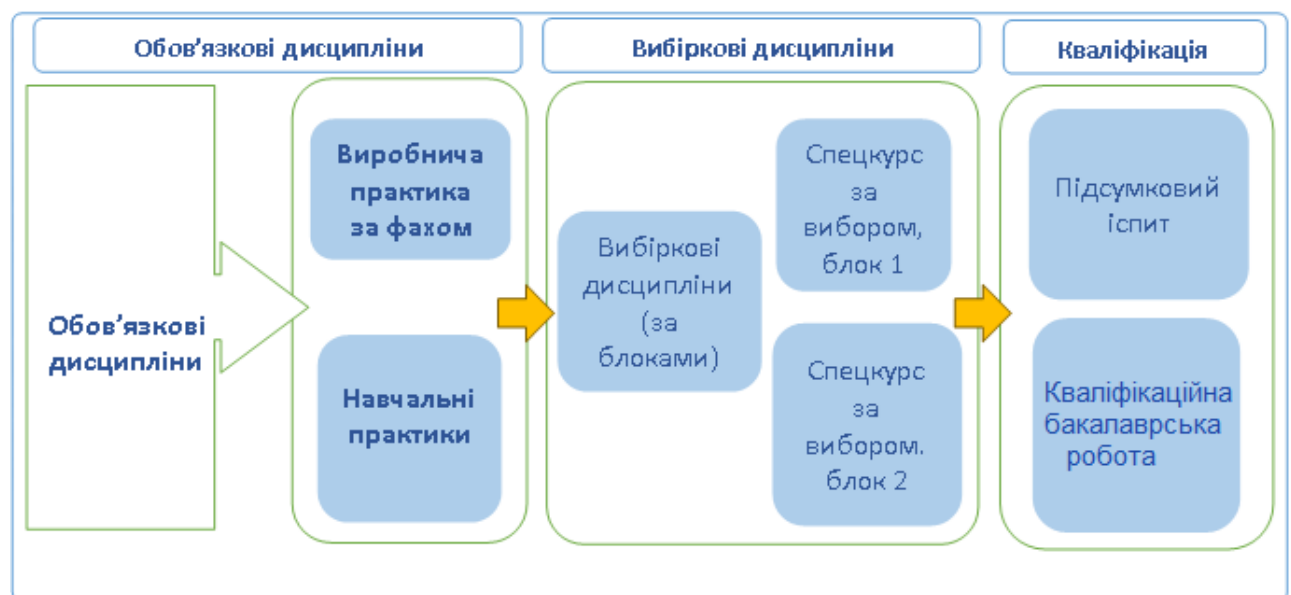 Обов'язкові дисципліни
Вибіркові дисципліни
Кваліфікація
Обов'язкові
дисципліни
Виробнича
практика
за фахом
Навчальні
практики
Вибіркові
дисципліни
(за
блоками)
Спецкурс
за
вибором,
блок 1
Спецкурс
за
вибором.
блок 2
Підсумковий
іспит
Кваліфікаційна
бакалаврська
робота